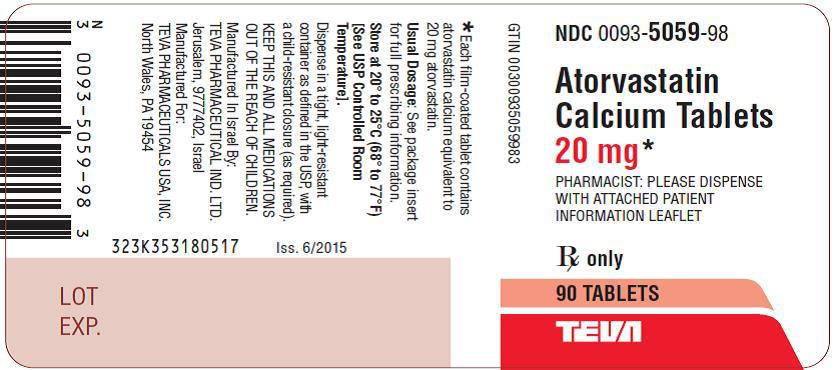 NDC 0093-5059-98
Atorvastatin
Calcium Tablets
20 mg*
PHARMACIST: PLEASE DISPENSE
WITH ATTACHED PATIENT
INFORMATION LEAFLET
Rx only
90 TABLETS
TEVA
GTIN 00300935059983
* Each film-coated tablet contains
atorvastatin calcium equivalent to
20 mg atorvastatin.
Usual Dosage: See package insert
for full prescribing information.
Store at 20° to 25°C (68° to 77°F)
[See USP Controlled Room
Temperature].
Dispense in a tight, light-resistant
container as defined in the USP, with
a child-resistant closure (as required).
KEEP THIS AND ALL MEDICATIONS
OUT OF THE REACH OF CHILDREN.
Manufactured In Israel By:
TEVA PHARMACEUTICAL IND. LTD.
Jerusalem, 9777402, Israel
Manufactured For:
TEVA PHARMACEUTICALS USA, INC.
North Wales, PA 19454
N
3 0093-5059-98 3
323K353180517 Iss. 6/2015
LOT
EXP.